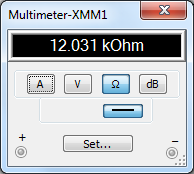 Multimeter-XMM1
12.031 kOhm
A V Ω dB
+ Set... −